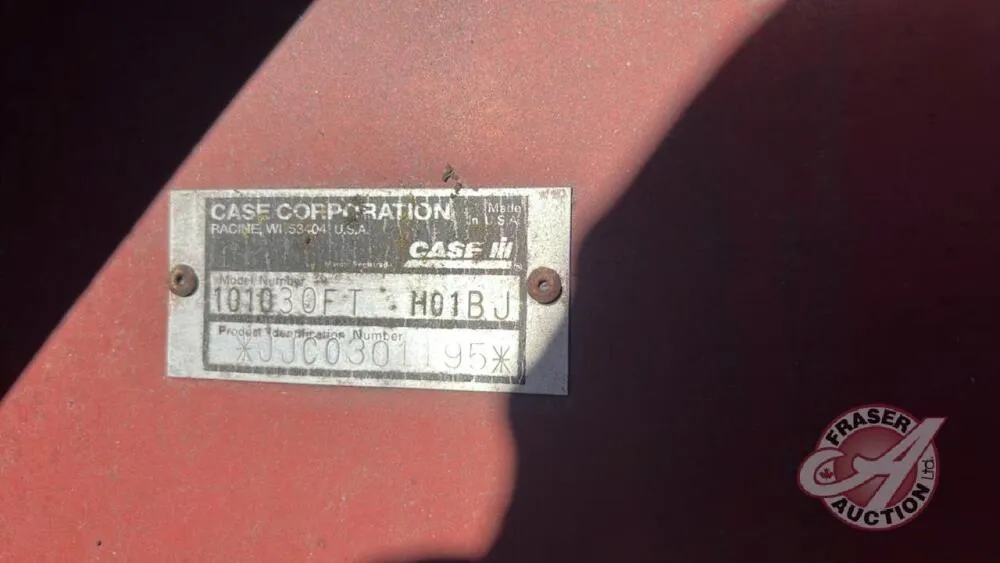 CASE CORPORATION
Made in U.S.A.
RACINE, WI 53404 U.S.A.
CASE IH
Model Number
101030FT H01BJ
Product Identification Number
*JJC0301195*
FRASER
AUCTION Ltd.